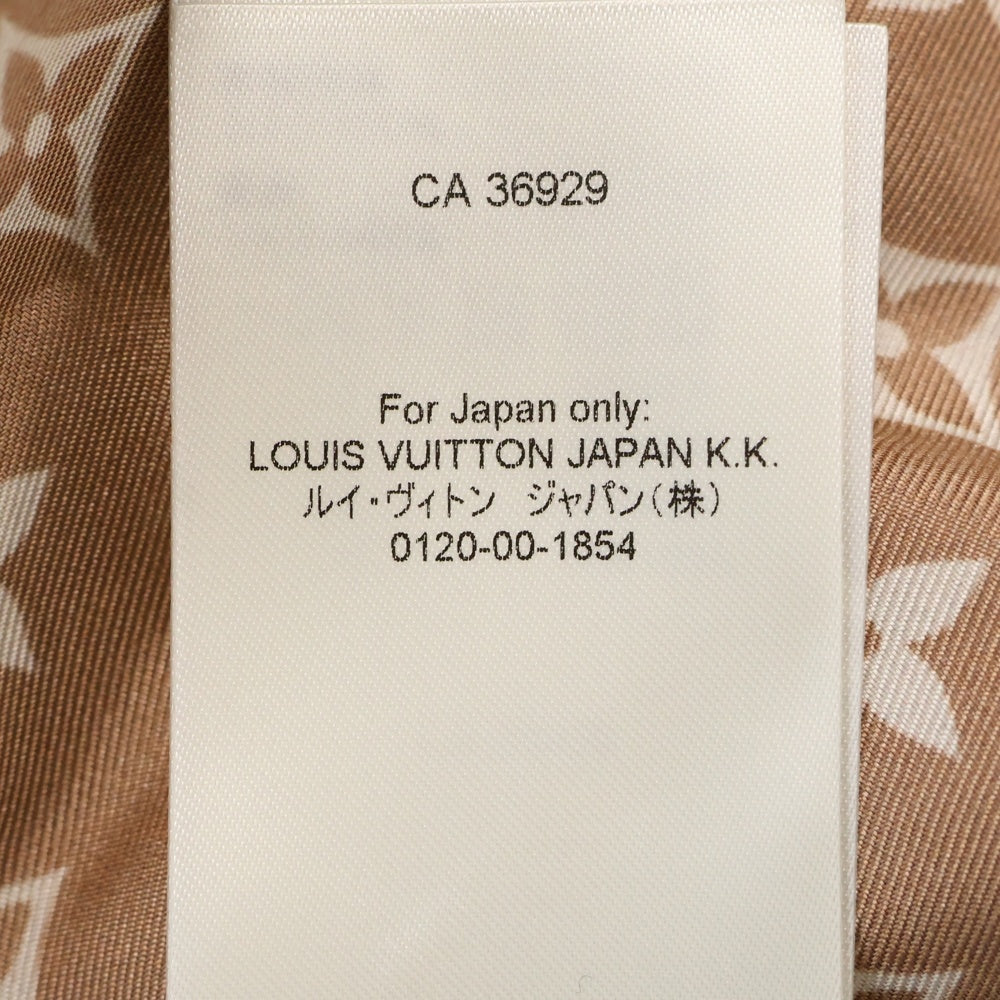 CA 36929
For Japan only:
LOUIS VUITTON JAPAN K.K.
ルイ・ヴィトン　ジャパン(株)
0120-00-1854